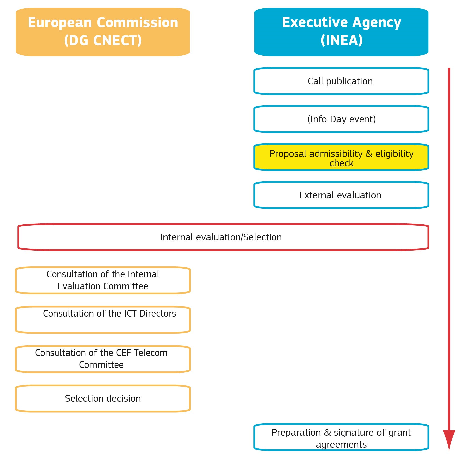 European Commission
(DG CNECT)
Executive Agency
(INEA)
Call publication
(Info Day event)
Proposal admissibility & eligibility
check
External evaluation
Internal evaluation/Selection
Consultation of the Internal
Evaluation Committee
Consultation of the ICT Directors
Consultation of the CEF Telecom
Committee
Selection decision
Preparation & signature of grant
agreements